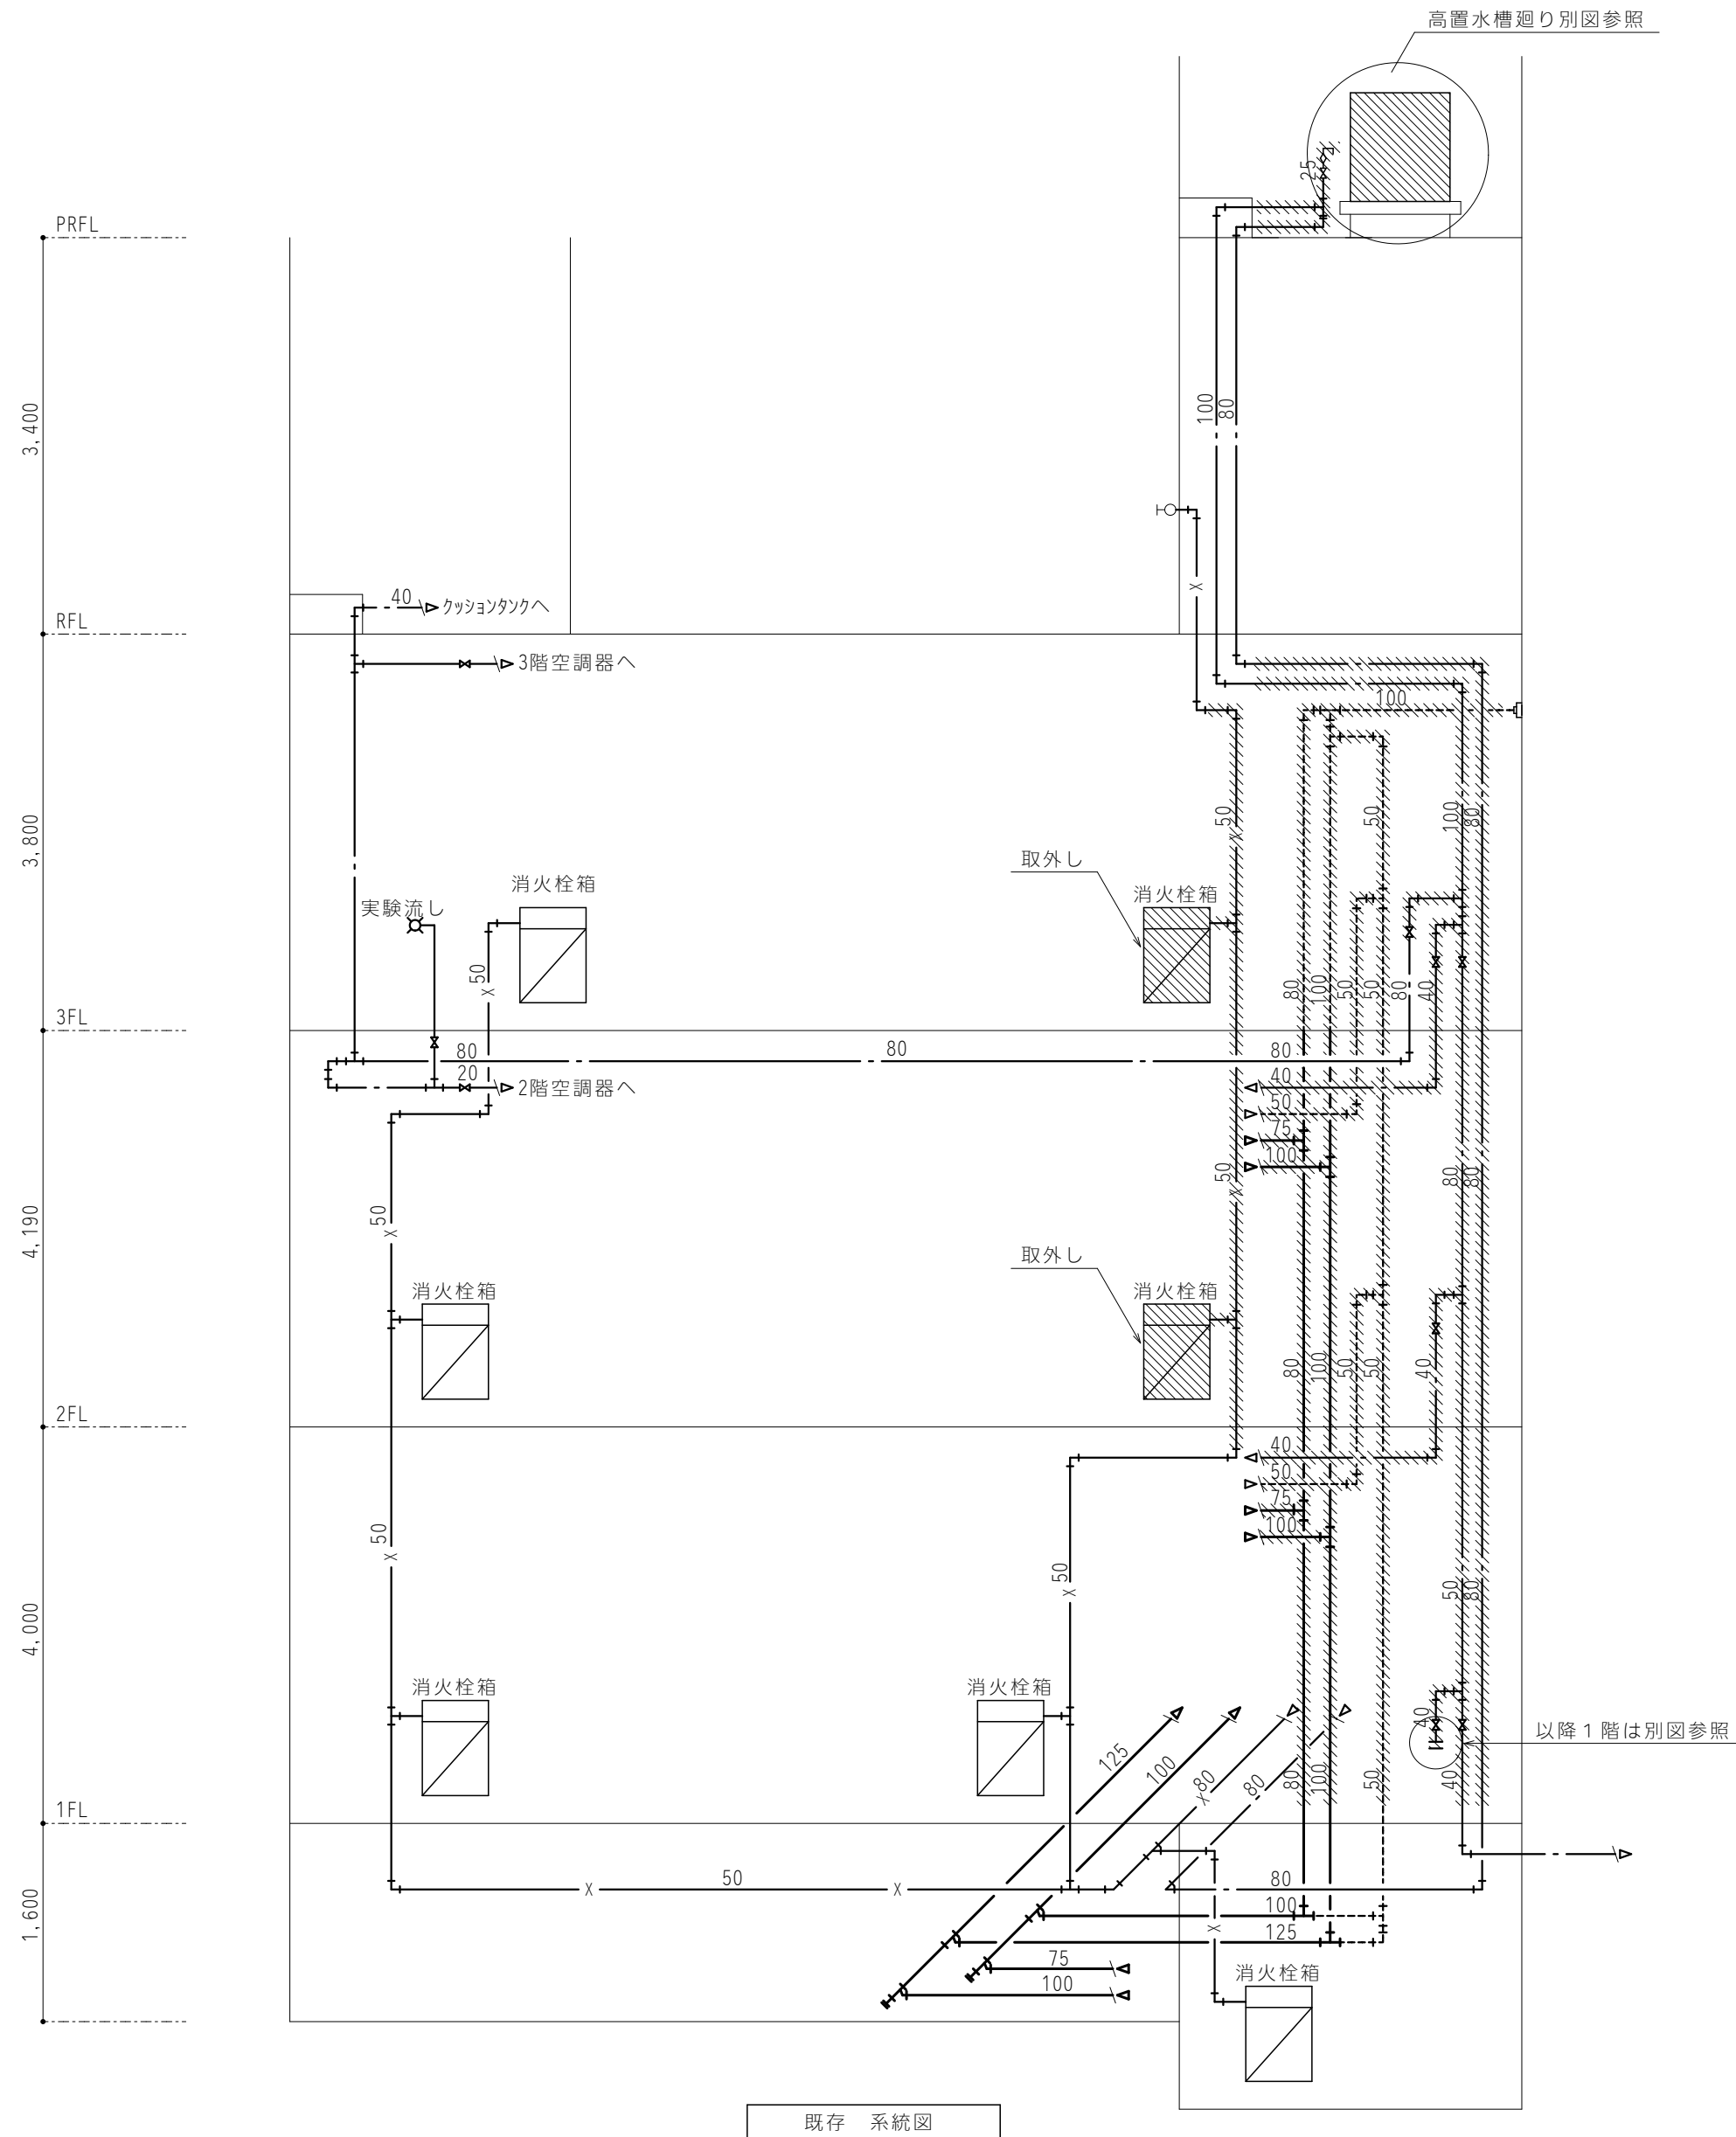 高置水槽廻り別図参照
25
PRFL
3,400
100
80
40
クッションタンクへ
RFL
3階空調器へ
100
3,800
50
X
50
100
80
取外し
消火栓箱
消火栓箱
実験流し
50
X
80
100
50
50
80
40
3FL
80
80
80
20
2階空調器へ
40
50
75
100
4,190
50
X
50
X
80
80
取外し
消火栓箱
消火栓箱
80
100
50
50
40
2FL
40
50
75
100
4,000
50
X
50
X
50
80
消火栓箱
消火栓箱
40
以降1階は別図参照
125
100
X
80
80
80
100
50
40
1FL
50
X
X
80
100
125
X
75
100
1,600
消火栓箱
既存 系統図